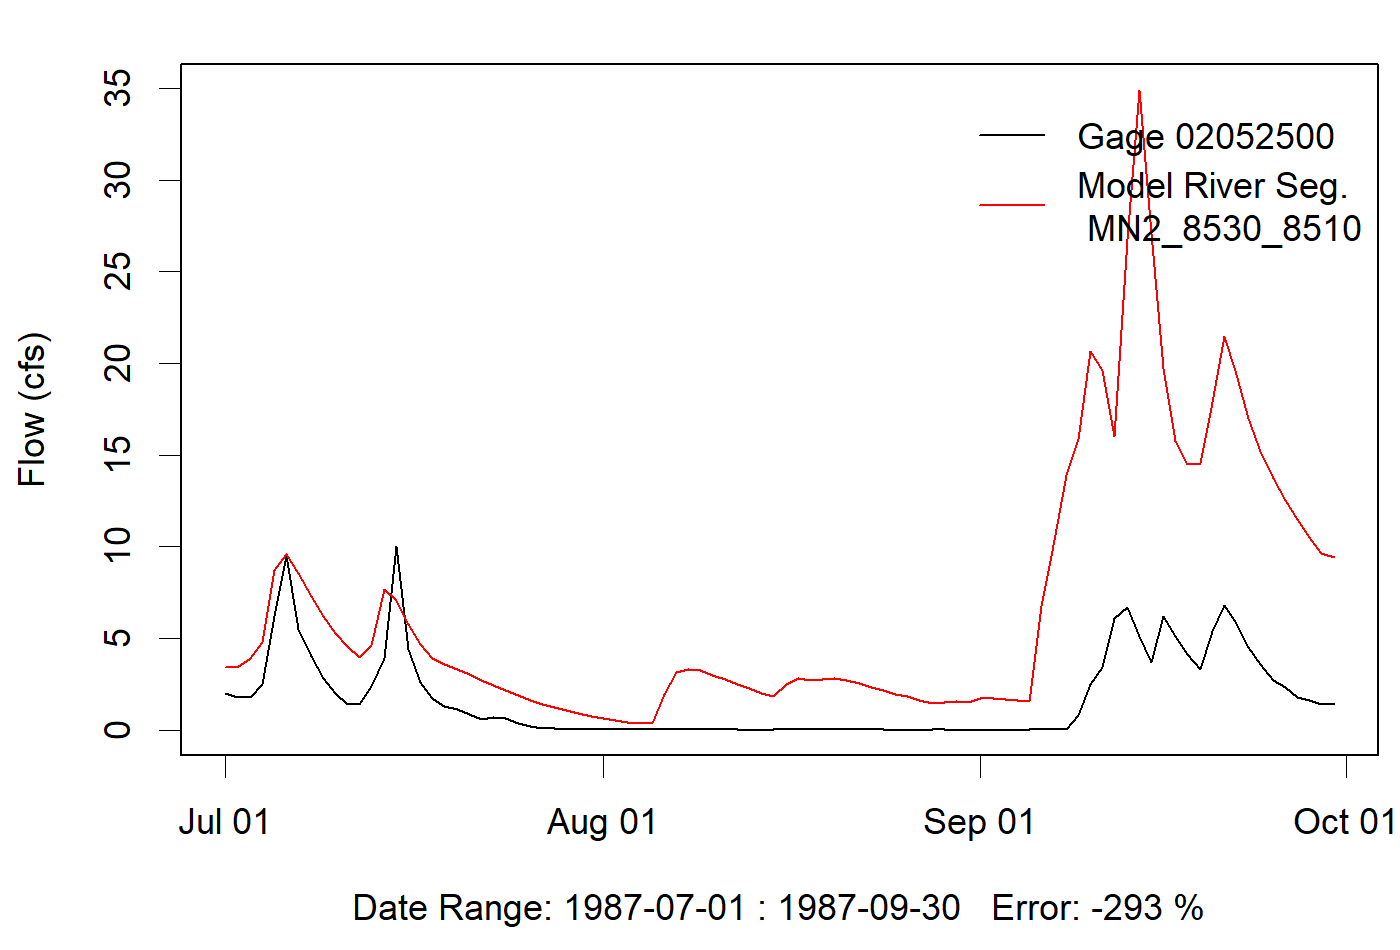 35
30
25
20
15
10
5
0
Flow (cfs)
Gage 02052500
Model River Seg.
MN2_8530_8510
Jul 01
Aug 01
Sep 01
Oct 01
Date Range: 1987-07-01 : 1987-09-30   Error: -293 %